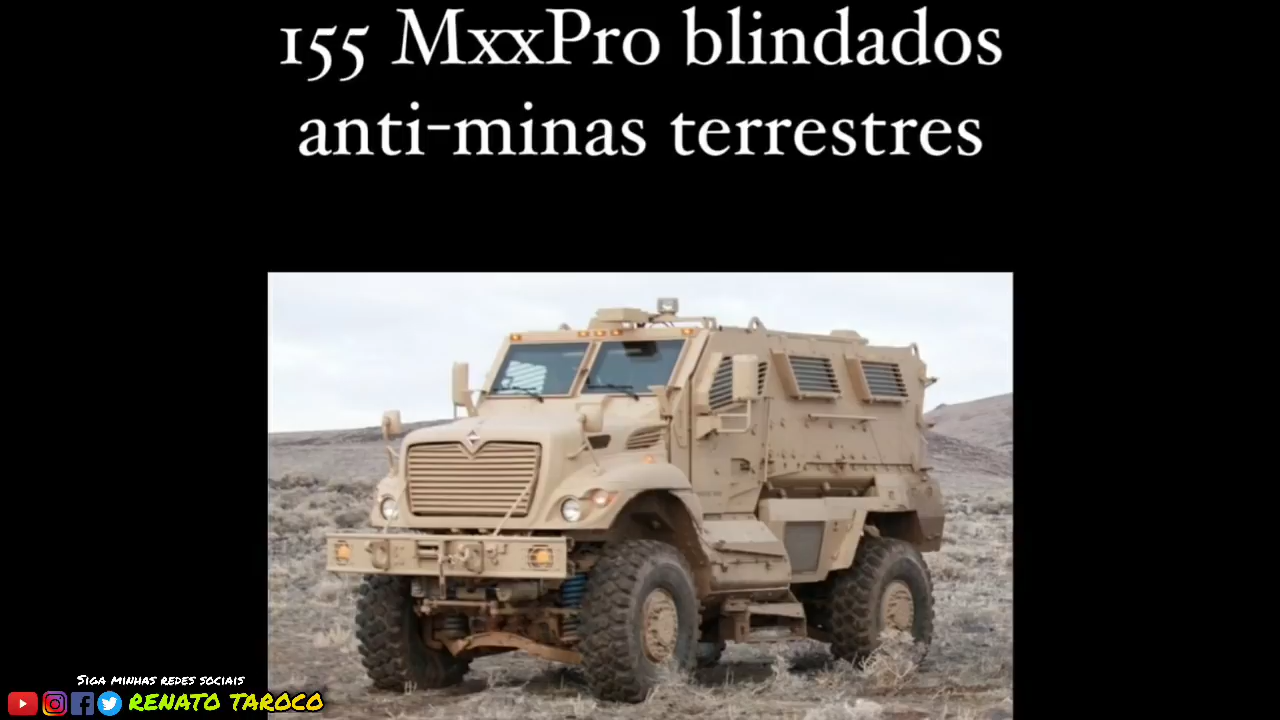 155 MxxPro blindados
anti-minas terrestres
Siga minhas redes sociais
RENATO TAROCO